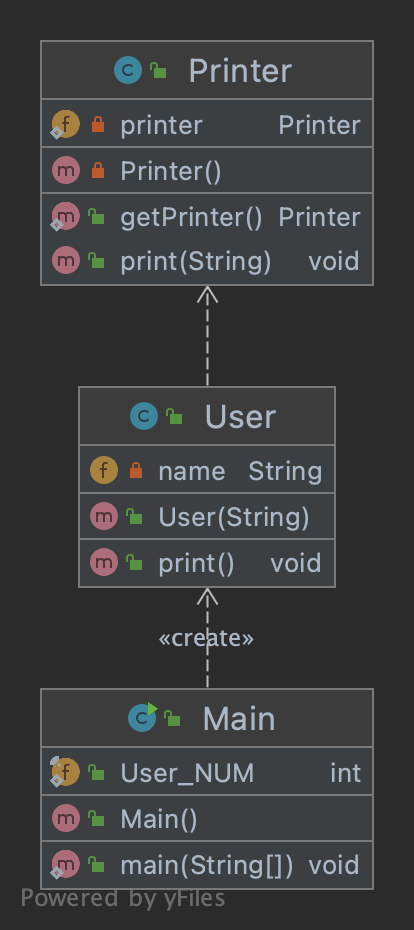 Printer
printer Printer
Printer()
getPrinter() Printer
print(String) void
User
name String
User(String)
print() void
«create»
Main
User_NUM int
Main()
main(String[]) void
Powered by yFiles